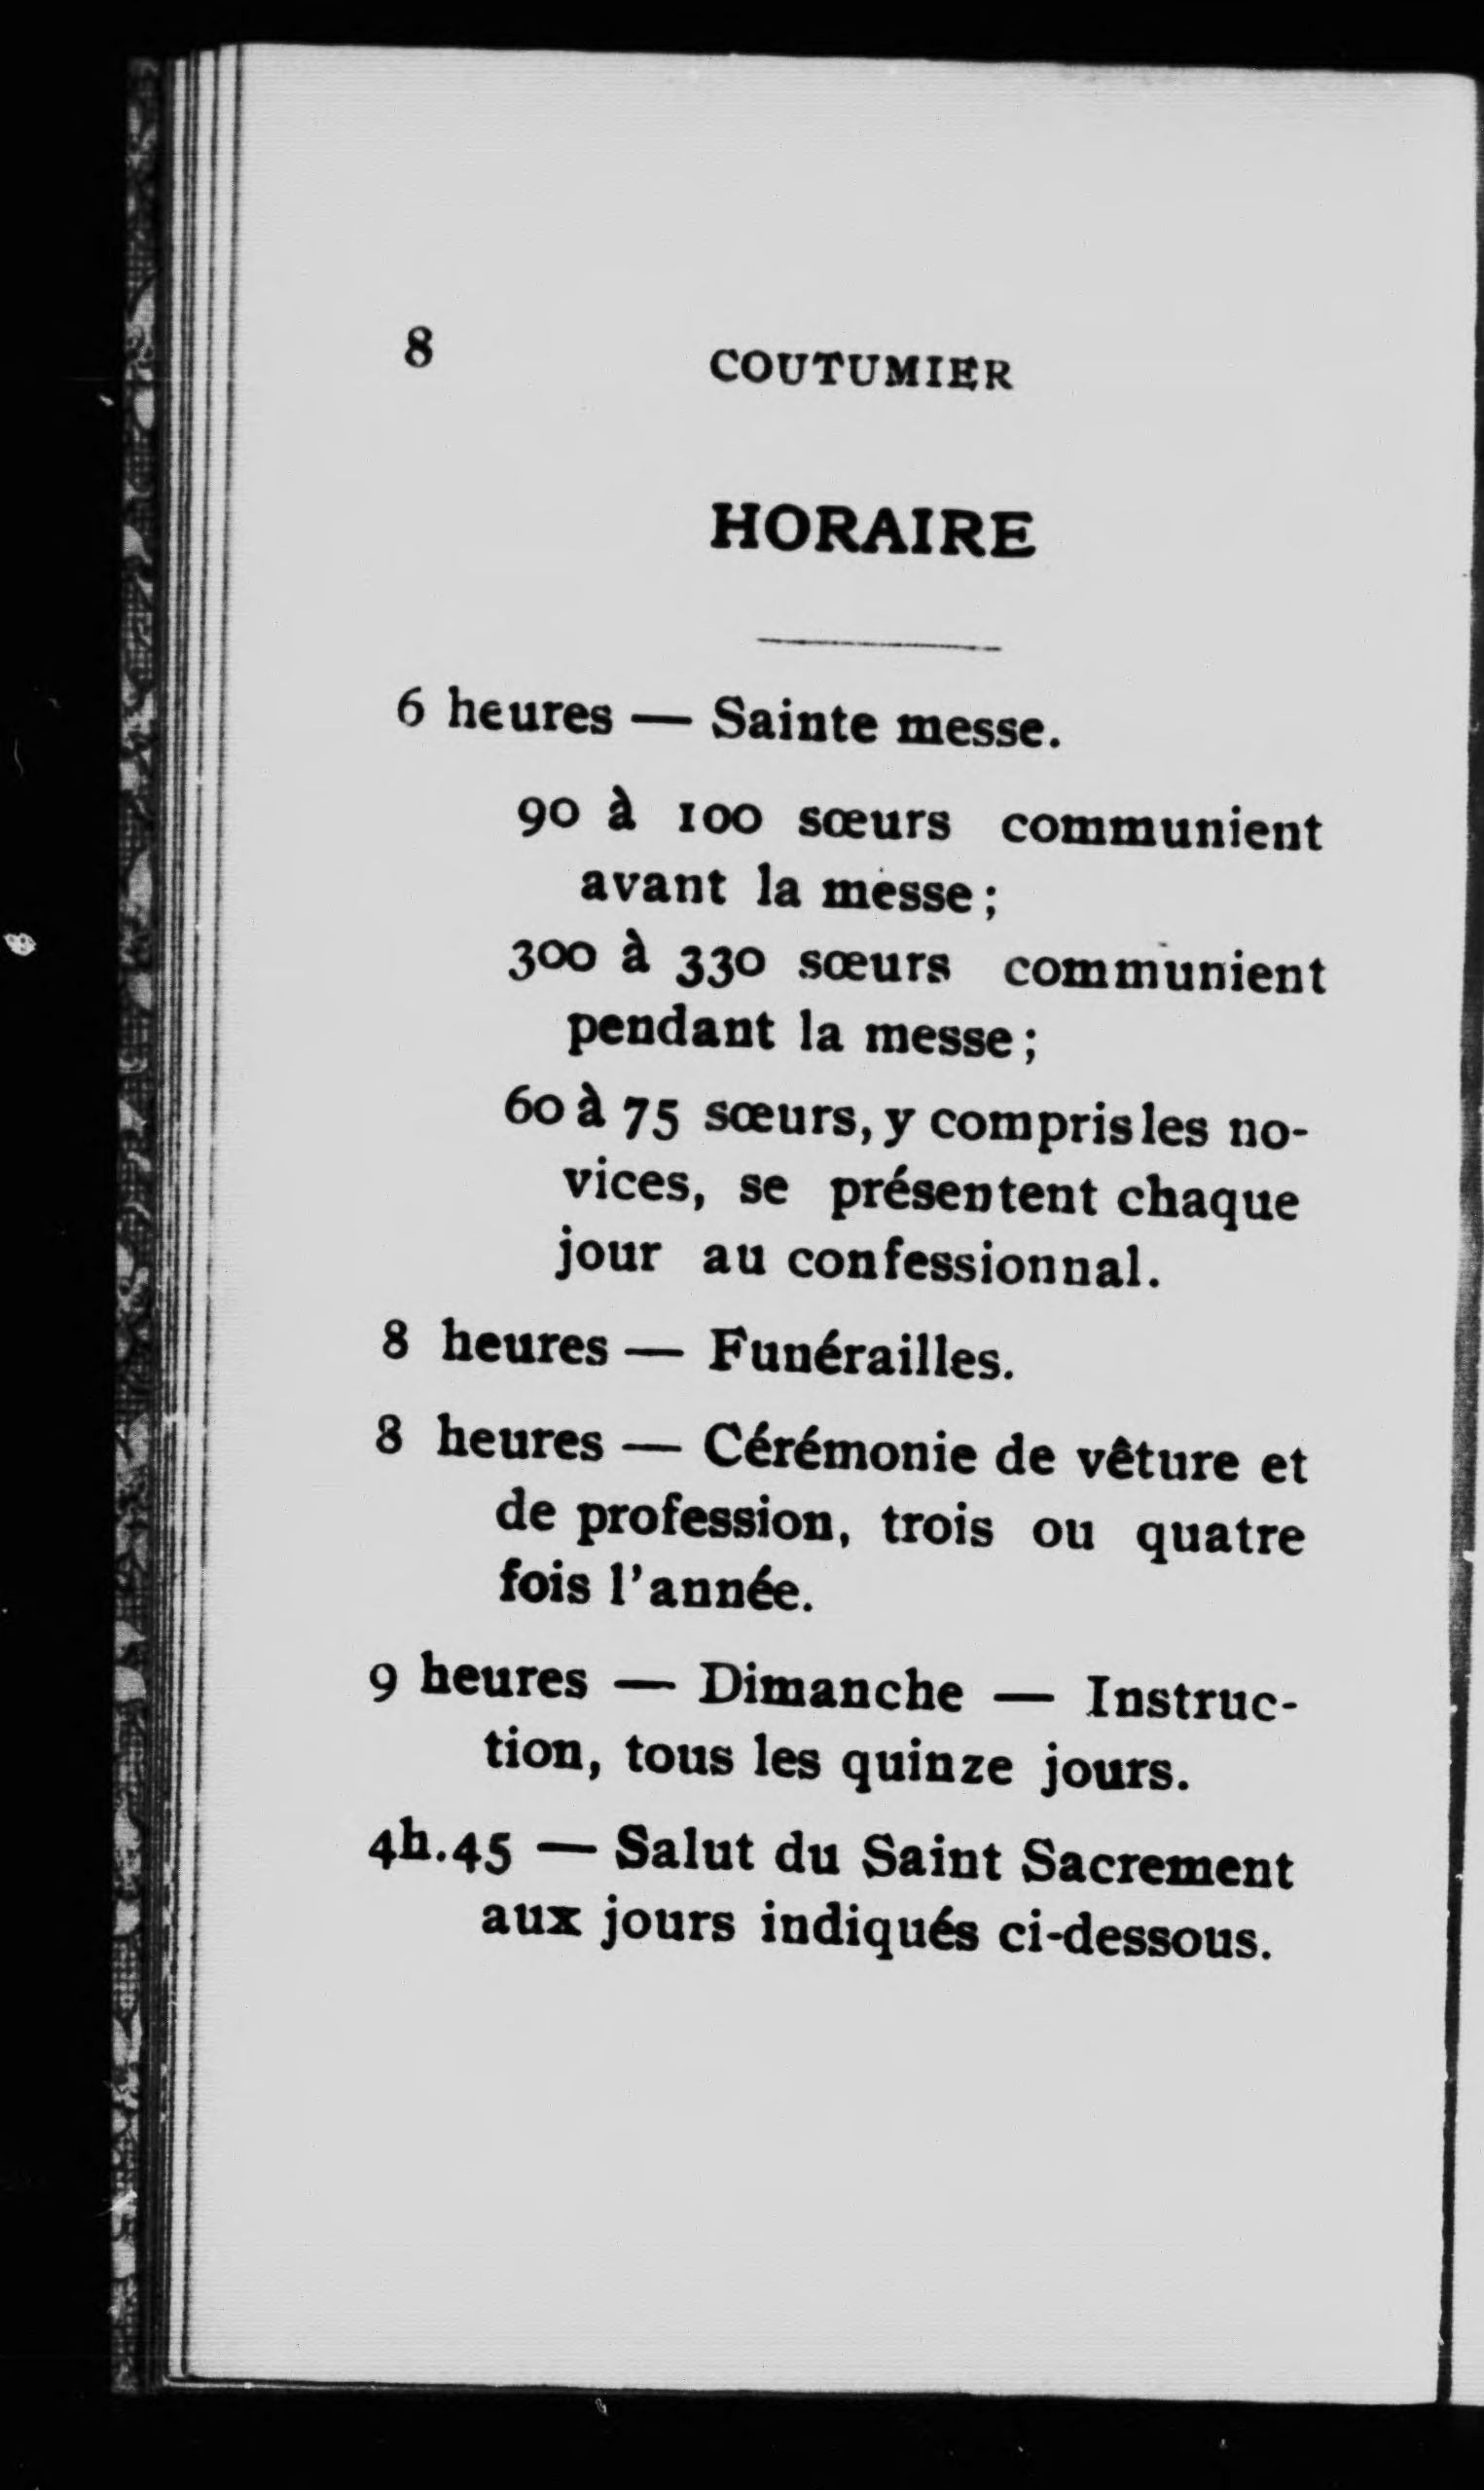 8 COUTUMIER
HORAIRE
6 heures — Sainte messe.
90 à 100 sœurs communient
avant la messe ;
300 à 330 sœurs communient
pendant la messe ;
60 à 75 sœurs, y compris les no-
vices, se présentent chaque
jour au confessionnal.
8 heures — Funérailles.
8 heures — Cérémonie de vêture et
de profession, trois ou quatre
fois l'année.
9 heures — Dimanche — Instruc-
tion, tous les quinze jours.
4h.45 — Salut du Saint Sacrement
aux jours indiqués ci-dessous.